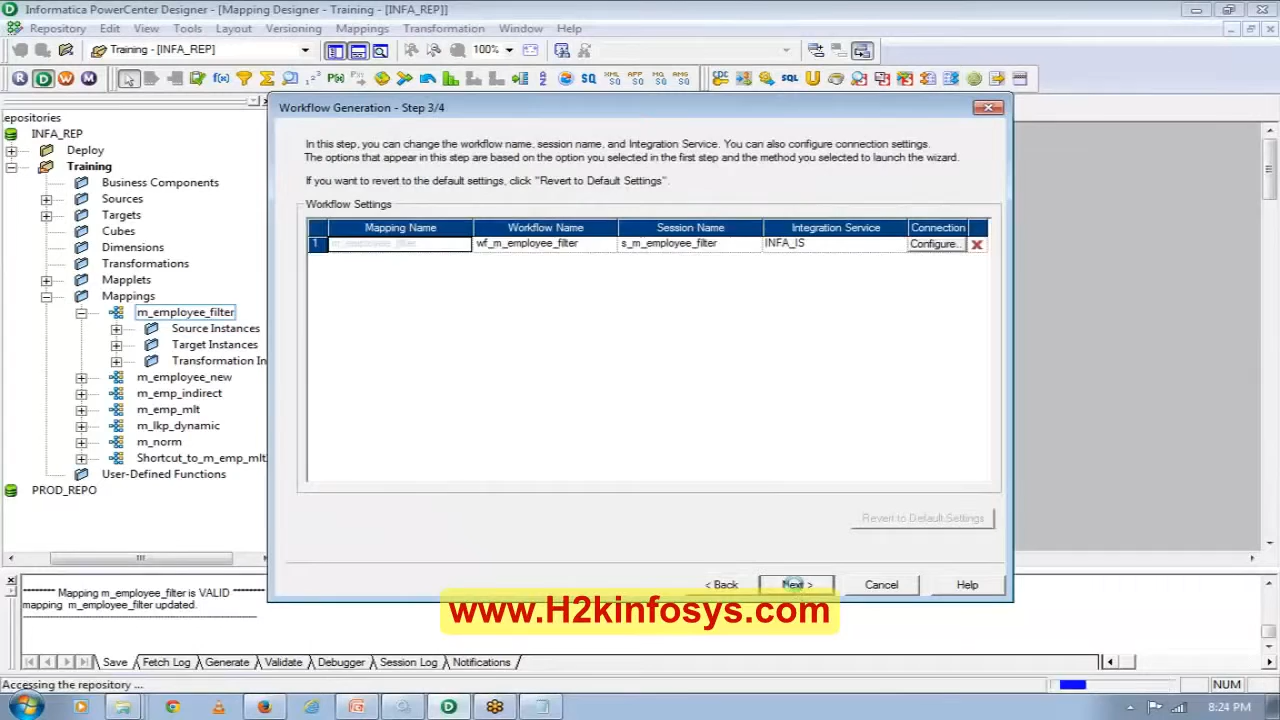 Informatica PowerCenter Designer - [Mapping Designer - Training - [INFA_REP]]
Repository Edit View Tools Layout Versioning Mappings Transformation Window Help
Training - [INFA_REP] 100%
epositories
INFA_REP
Deploy
Training
Business Components
Sources
Targets
Cubes
Dimensions
Transformations
Mapplets
Mappings
m_employee_filter
Source Instances
Target Instances
Transformation In
m_employee_new
m_emp_indirect
m_emp_mlt
m_lkp_dynamic
m_norm
Shortcut_to_m_emp_mlt
User-Defined Functions
PROD_REPO
Workflow Generation - Step 3/4
In this step, you can change the workflow name, session name, and Integration Service. You can also configure connection settings.
The options that appear in this step are based on the option you selected in the first step and the method you selected to launch the wizard.
If you want to revert to the default settings, click "Revert to Default Settings".
Workflow Settings
Mapping Name Workflow Name Session Name Integration Service Connection
1 m_employee_filter wf_m_employee_filter s_m_employee_filter INFA_IS Configure...
Revert to Default Settings
< Back Next > Cancel Help
www.H2kinfosys.com
-------- Mapping m_employee_filter is VALID --------
mapping m_employee_filter updated.
Save Fetch Log Generate Validate Debugger Session Log Notifications
Accessing the repository ...
NUM
8:24 PM